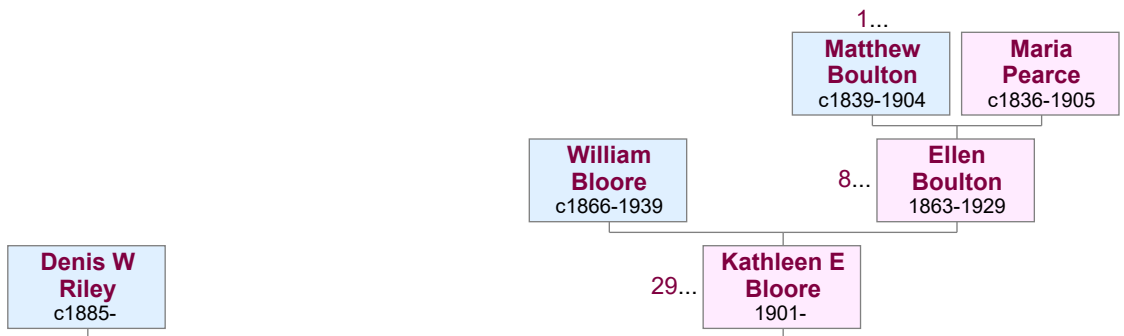 1...
Matthew
Boulton
c1839-1904
Maria
Pearce
c1836-1905
William
Bloore
c1866-1939
8...
Ellen
Boulton
1863-1929
Denis W
Riley
c1885-
29...
Kathleen E
Bloore
1901-